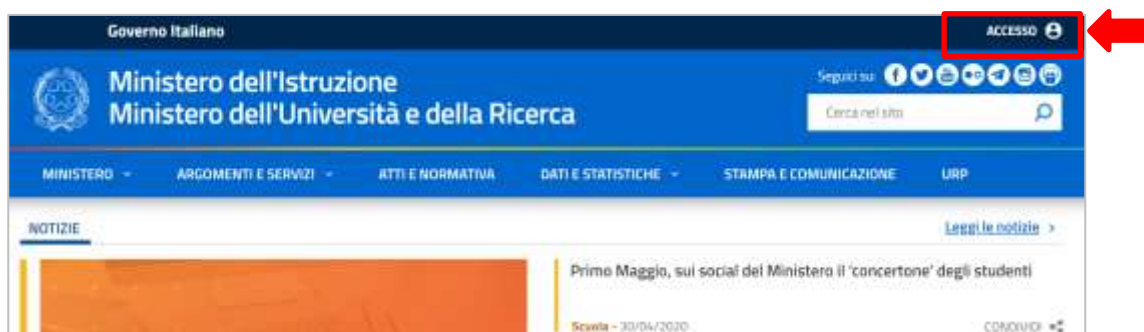 Governo Italiano
ACCESSO
Ministero dell'Istruzione
Ministero dell'Università e della Ricerca
Seguici su
Cerca nel sito
MINISTERO
ARGOMENTI E SERVIZI
ATTI E NORMATIVA
DATI E STATISTICHE
STAMPA E COMUNICAZIONE
URP
NOTIZIE
Leggi le notizie >
Primo Maggio, sui social del Ministero il 'concertone' degli studenti
Scuola - 30/04/2020
CONDIVIDI